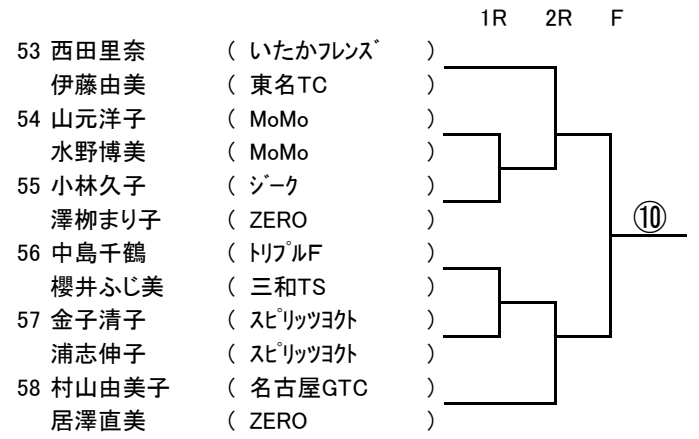 1R 2R F
53 西田里奈 ( いたかﾌﾚﾝｽﾞ )
伊藤由美 ( 東名TC )
54 山元洋子 ( MoMo )
水野博美 ( MoMo )
55 小林久子 ( ｼﾞｰｸ )
澤栁まり子 ( ZERO )
⑩
56 中島千鶴 ( ﾄﾘﾌﾟﾙF )
櫻井ふじ美 ( 三和TS )
57 金子清子 ( ｽﾋﾟﾘｯﾂﾖｸﾄ )
浦志伸子 ( ｽﾋﾟﾘｯﾂﾖｸﾄ )
58 村山由美子 ( 名古屋GTC )
居澤直美 ( ZERO )